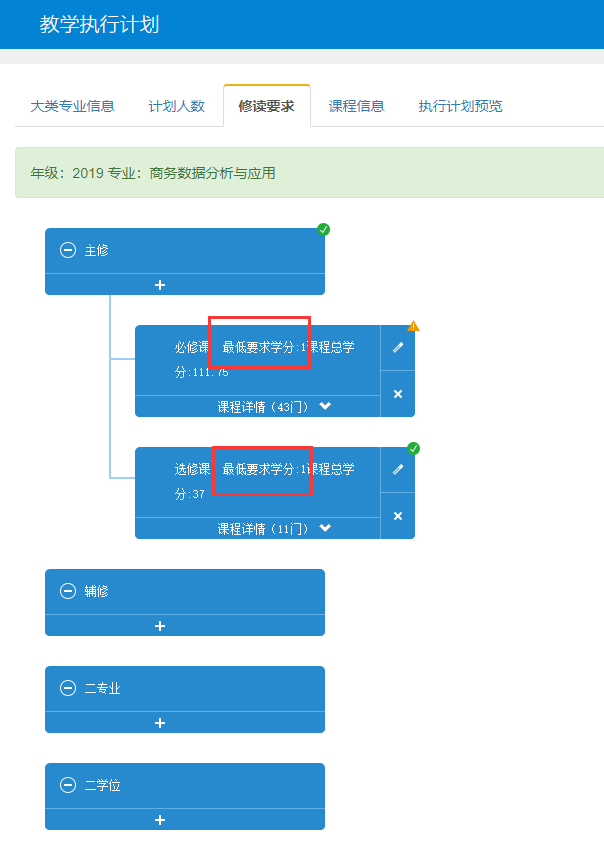 教学执行计划
大类专业信息 计划人数 修读要求 课程信息 执行计划预览
年级：2019 专业：商务数据分析与应用
主修
必修课 最低要求学分:1课程总学
分:111.75
课程详情（43门）
选修课 最低要求学分:1课程总学
分:37
课程详情（11门）
辅修
二专业
二学位